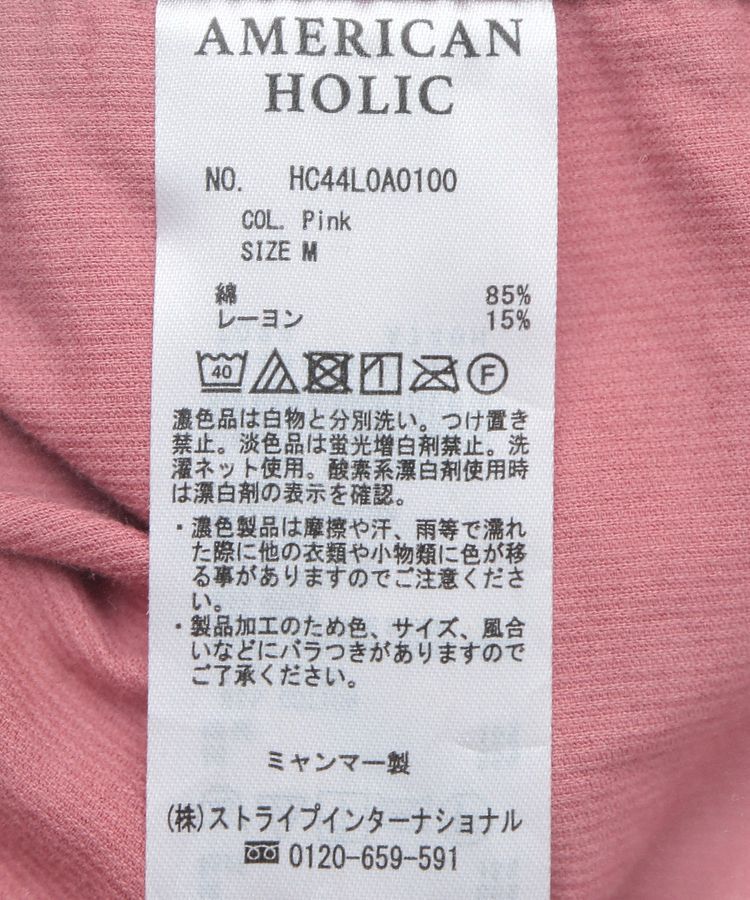 AMERICAN
HOLIC
NO. HC44L0A0100
COL. Pink
SIZE M
綿 85%
レーヨン 15%
40 F
濃色品は白物と分別洗い。つけ置き
禁止。淡色品は蛍光増白剤禁止。洗
濯ネット使用。酸素系漂白剤使用時
は漂白剤の表示を確認。
・濃色製品は摩擦や汗、雨等で濡れ
た際に他の衣類や小物類に色が移
る事がありますのでご注意くださ
い。
・製品加工のため色、サイズ、風合
いなどにバラつきがありますので
ご了承ください。
ミャンマー製
(株)ストライプインターナショナル
0120-659-591